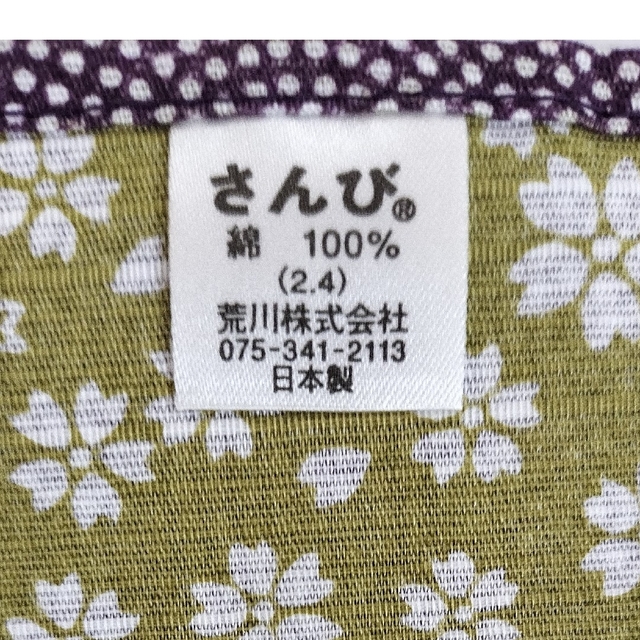 さんび®
綿 100%
(2.4)
荒川株式会社
075-341-2113
日本製